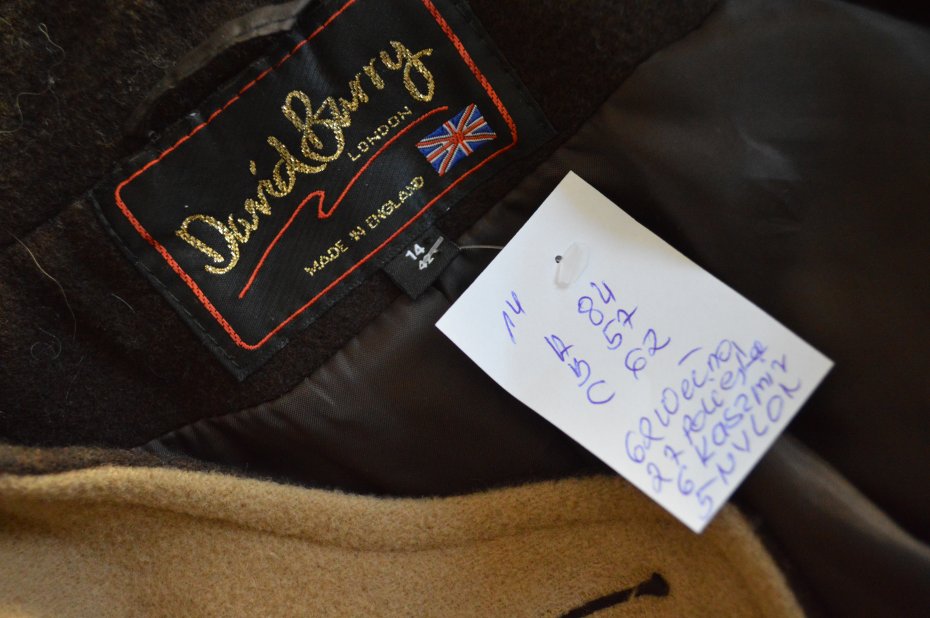 David Barry
LONDON
MADE IN ENGLAND
14
42
14
A 84
B 57
C 62
62 WEŁNA
27 POLIESTER
6 KASZMIR
5 NYLON